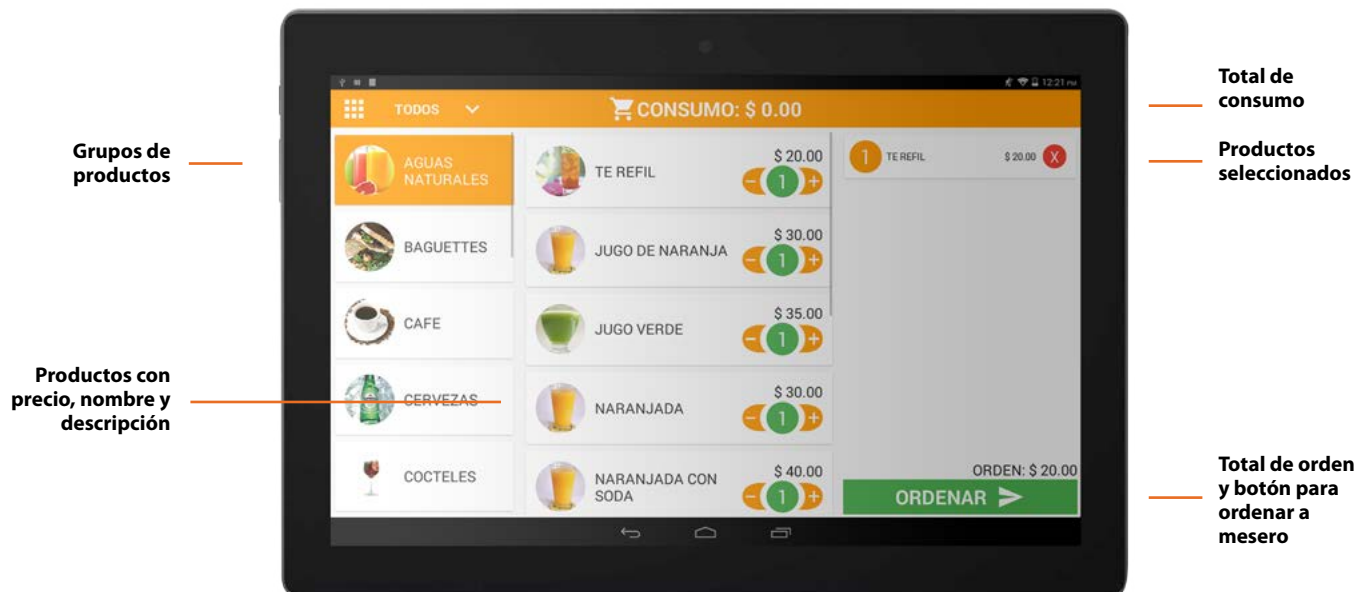 Grupos de
productos
Productos con
precio, nombre y
descripción
12:21 PM
TODOS
CONSUMO: $ 0.00
AGUAS
NATURALES
BAGUETTES
CAFE
CERVEZAS
COCTELES
TE REFIL
$ 20.00
- 1 +
JUGO DE NARANJA
$ 30.00
- 1 +
JUGO VERDE
$ 35.00
- 1 +
NARANJADA
$ 30.00
- 1 +
NARANJADA CON
SODA
$ 40.00
- 1 +
1 TE REFIL $ 20.00 X
ORDEN: $ 20.00
ORDENAR
Total de
consumo
Productos
seleccionados
Total de orden
y botón para
ordenar a
mesero